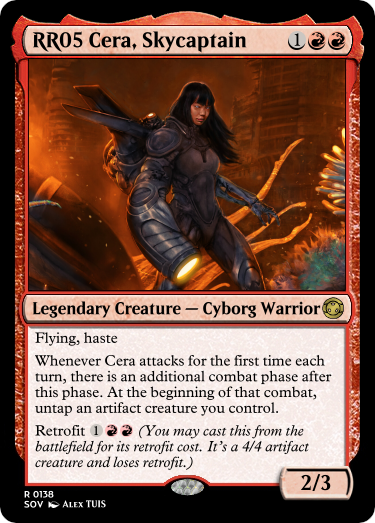 RR05 Cera, Skycaptain 1
Legendary Creature — Cyborg Warrior
Flying, haste
Whenever Cera attacks for the first time each
turn, there is an additional combat phase after
this phase. At the beginning of that combat,
untap an artifact creature you control.
Retrofit 1 (You may cast this from the
battlefield for its retrofit cost. It's a 4/4 artifact
creature and loses retrofit.)
2/3
R 0138
SOV Alex TUIS